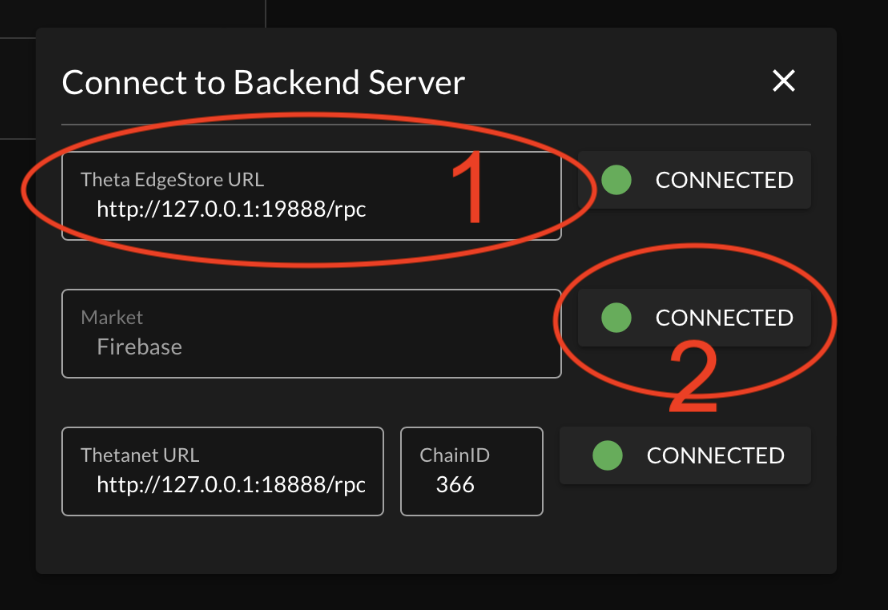 Connect to Backend Server
Theta EdgeStore URL
http://127.0.0.1:19888/rpc
1
CONNECTED
Market
Firebase
CONNECTED
2
Thetanet URL
http://127.0.0.1:18888/rpc
ChainID
366
CONNECTED